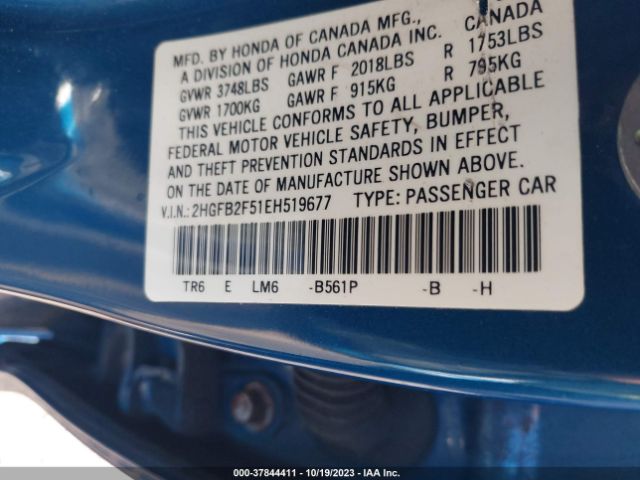 MFD. BY HONDA OF CANADA MFG.,
A DIVISION OF HONDA CANADA INC. CANADA
GVWR 3748LBS GAWR F 2018LBS R 1753LBS
GVWR 1700KG GAWR F 915KG R 795KG
THIS VEHICLE CONFORMS TO ALL APPLICABLE
FEDERAL MOTOR VEHICLE SAFETY, BUMPER,
AND THEFT PREVENTION STANDARDS IN EFFECT
ON THE DATE OF MANUFACTURE SHOWN ABOVE.
V.I.N.: 2HGFB2F51EH519677 TYPE: PASSENGER CAR
TR6 E LM6 -B561P -B -H
000-37844411 | 10/19/2023 | IAA Inc.